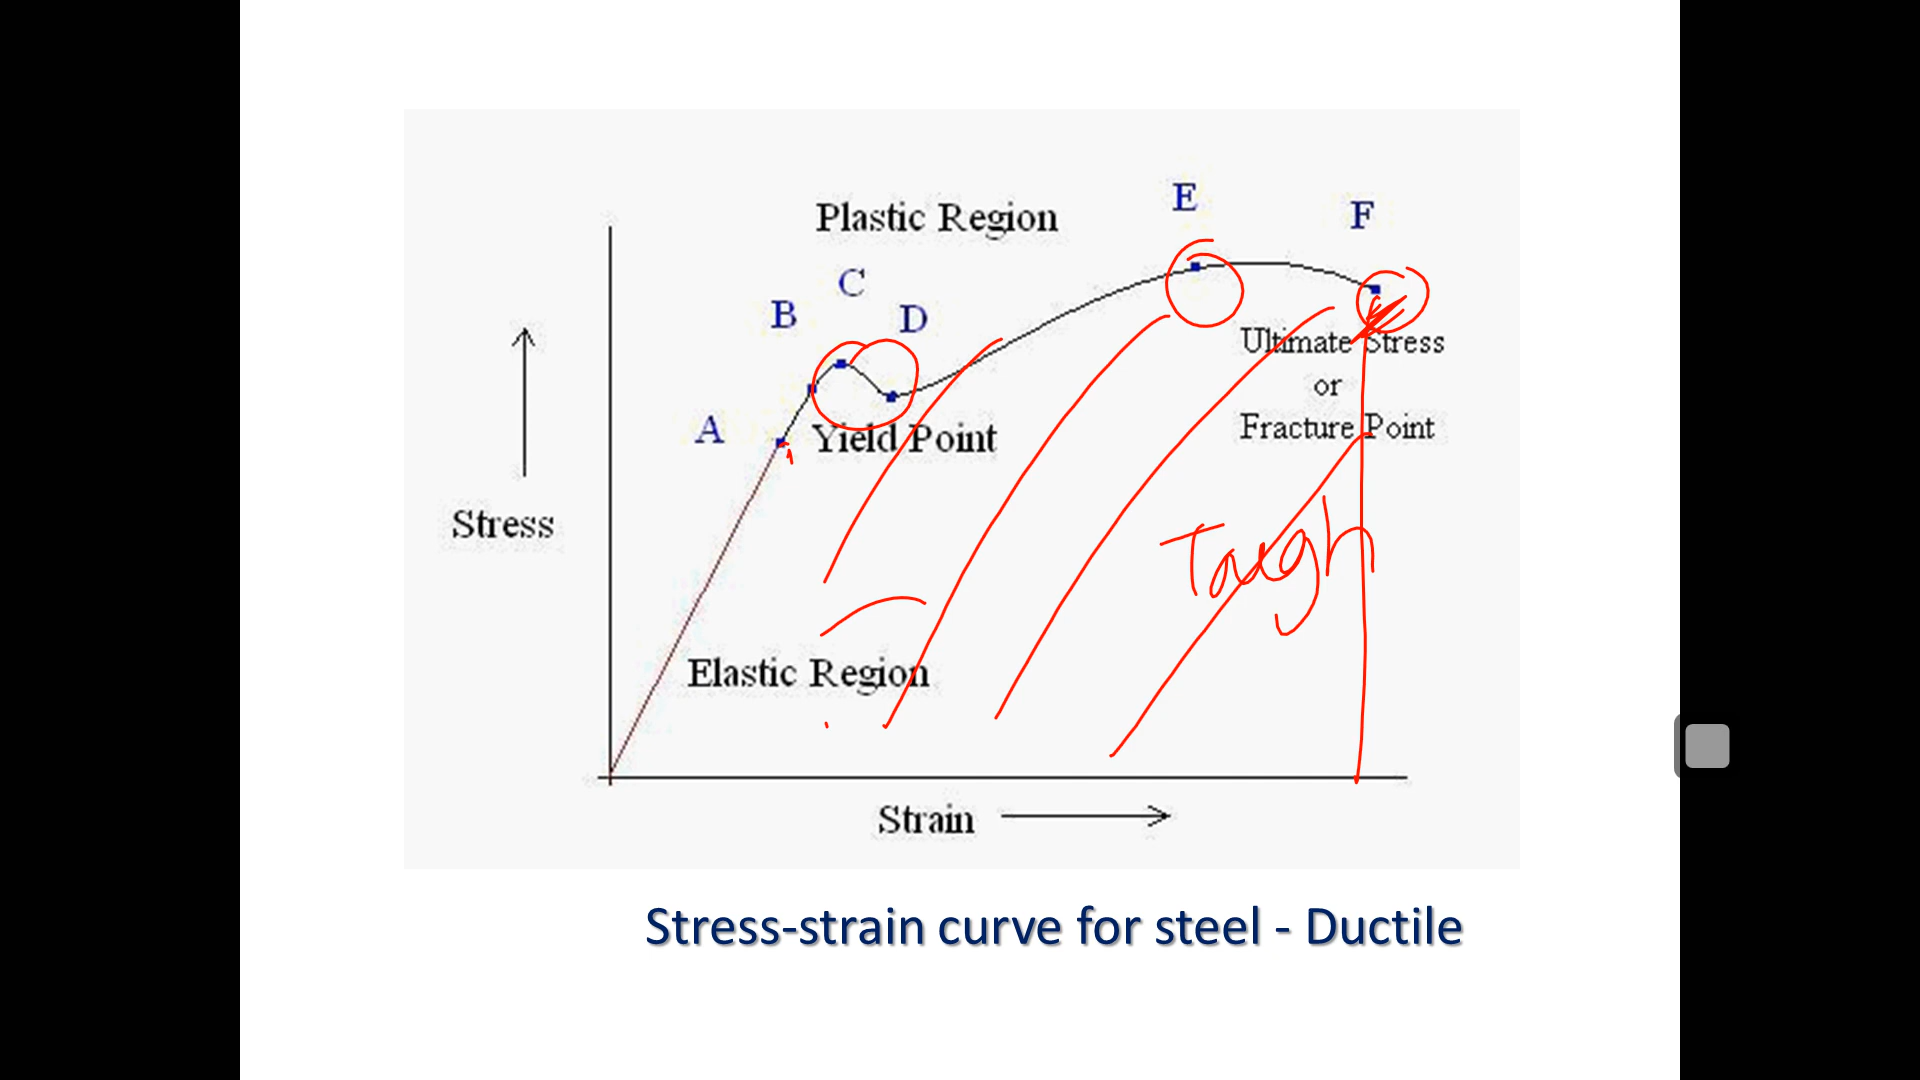 E
Plastic Region
F
C
B
D
Ultimate Stress
or
A
Yield Point
Fracture Point
Stress
Tough
Elastic Region
Strain
Stress-strain curve for steel - Ductile